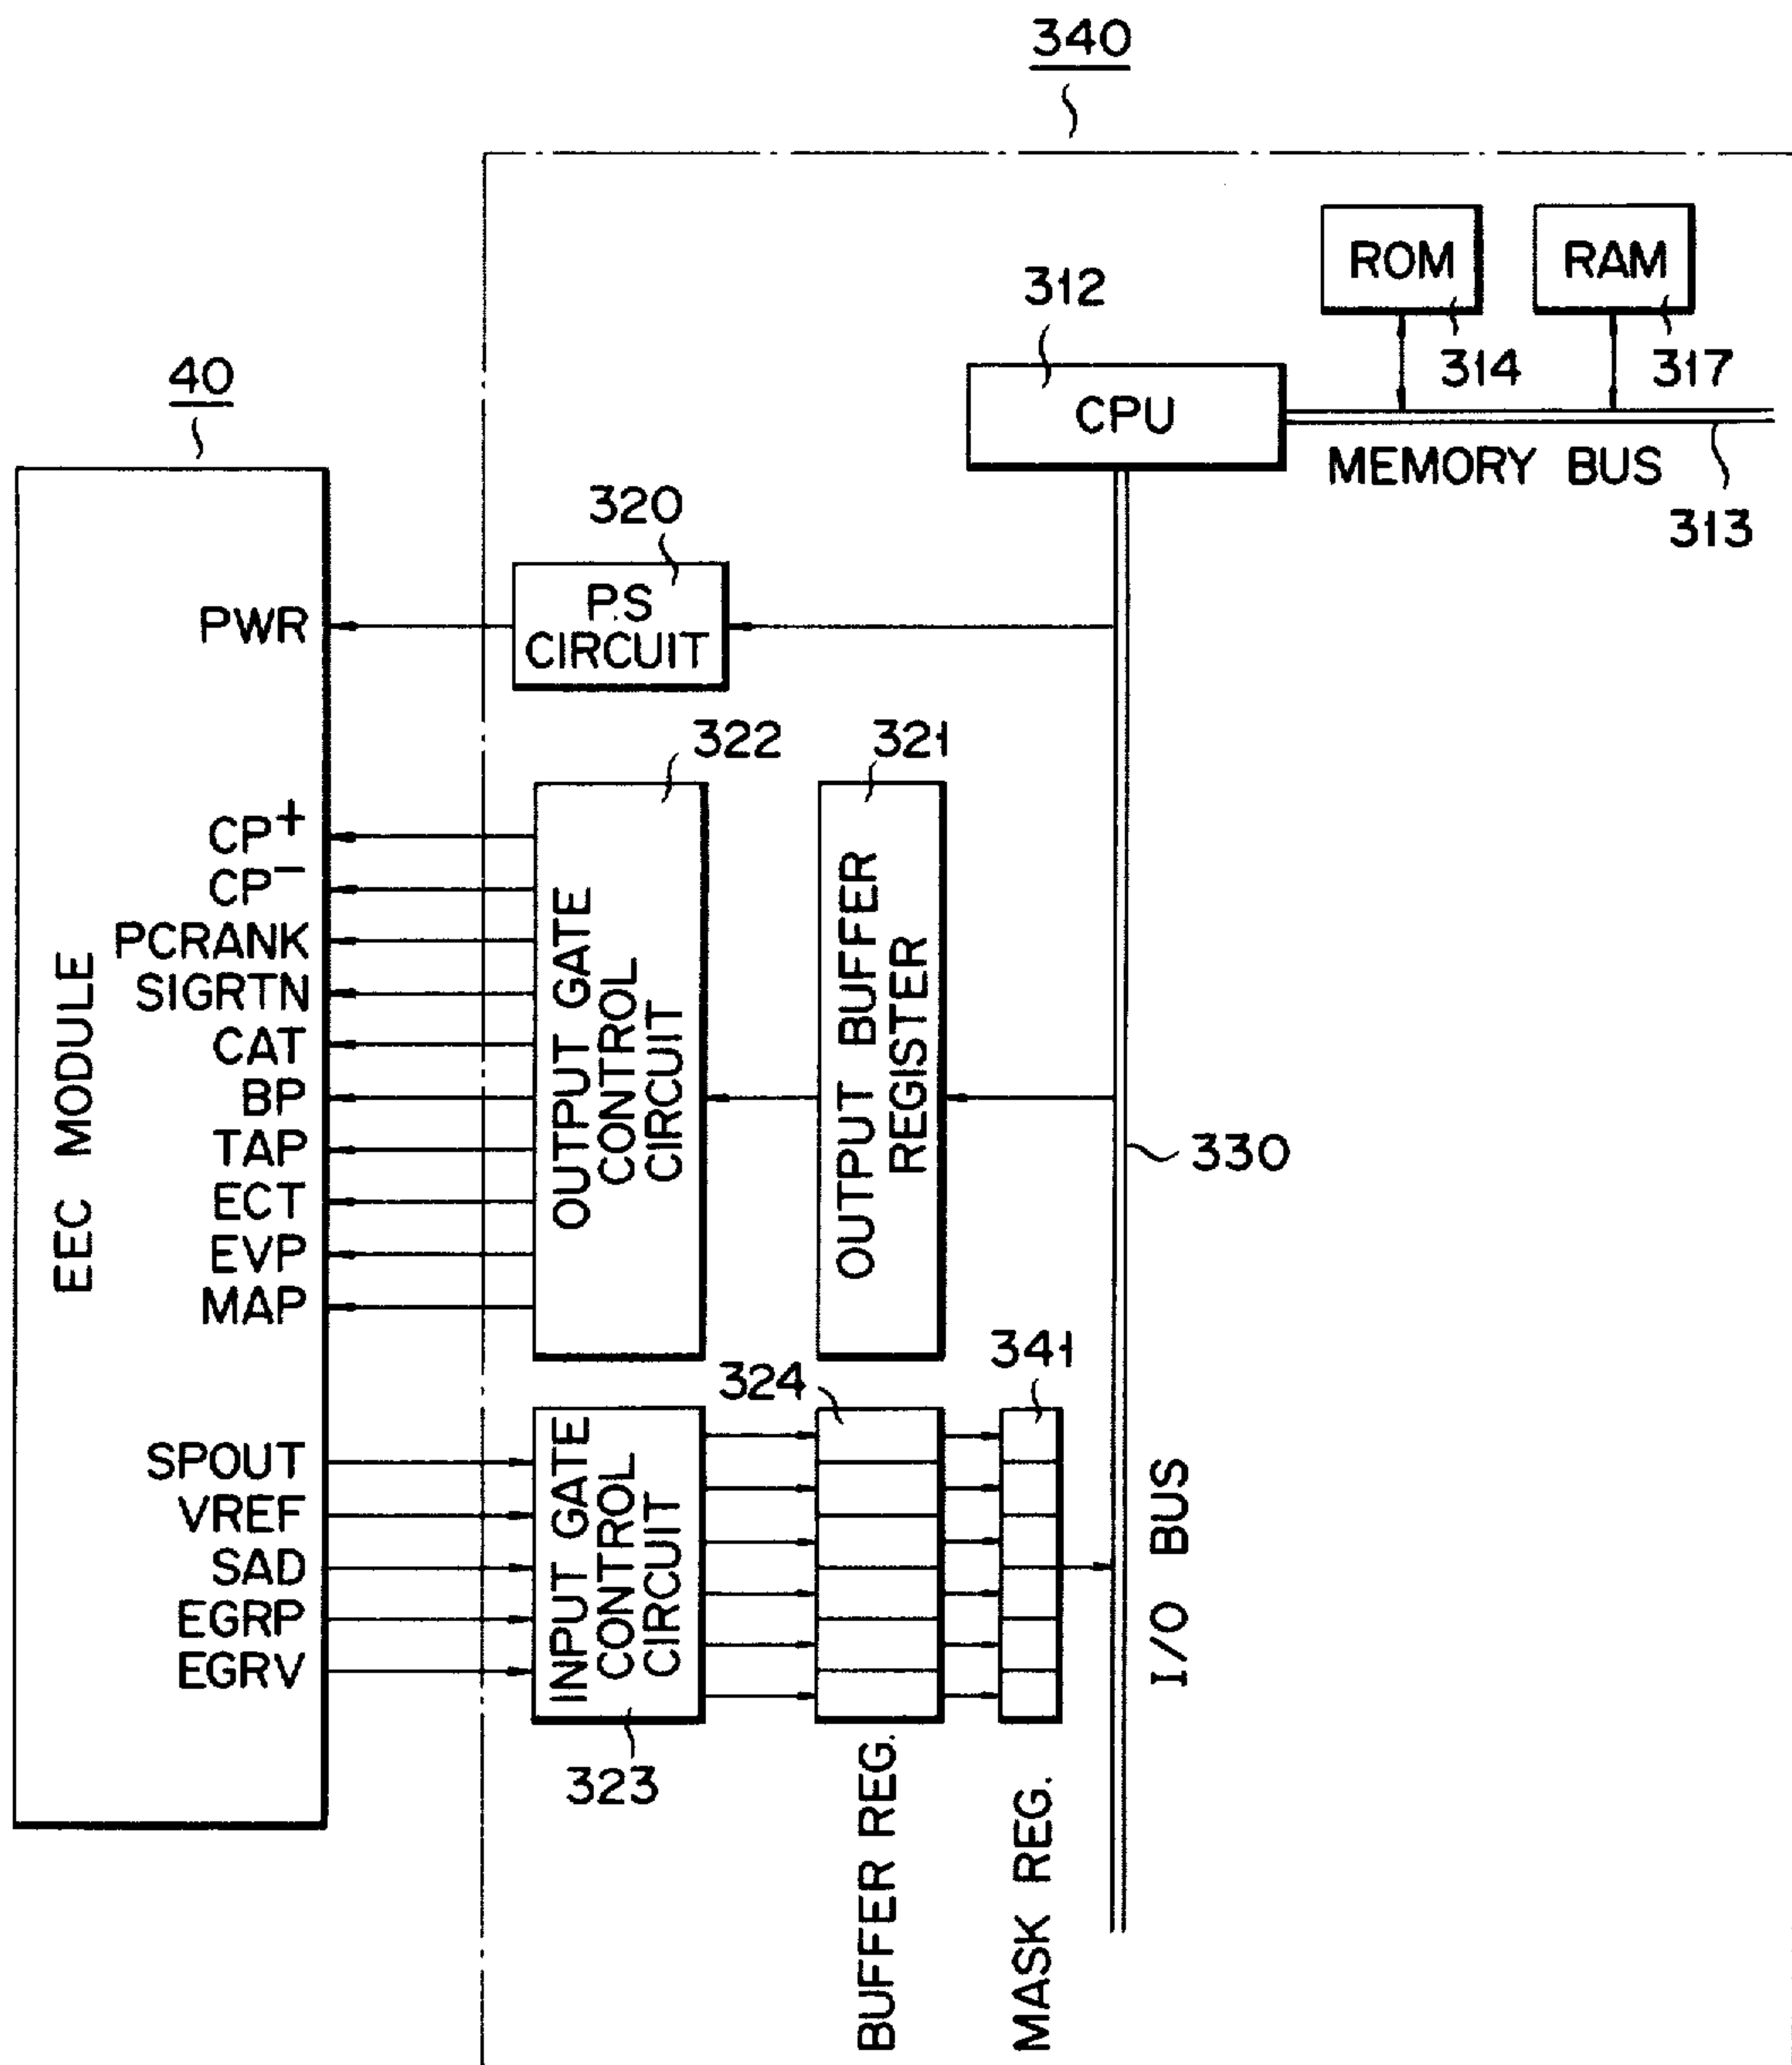 340
ROM
RAM
312
314
317
CPU
MEMORY BUS
313
40
320
PWR
P.S
CIRCUIT
322
321
CP+
CP-
PCRANK
SIGRTN
CAT
BP
TAP
ECT
EVP
MAP
EEC MODULE
OUTPUT GATE
CONTROL
CIRCUIT
OUTPUT BUFFER
REGISTER
330
324
341
SPOUT
VREF
SAD
EGRP
EGRV
INPUT GATE
CONTROL
CIRCUIT
323
I/O BUS
BUFFER REG.
MASK REG.